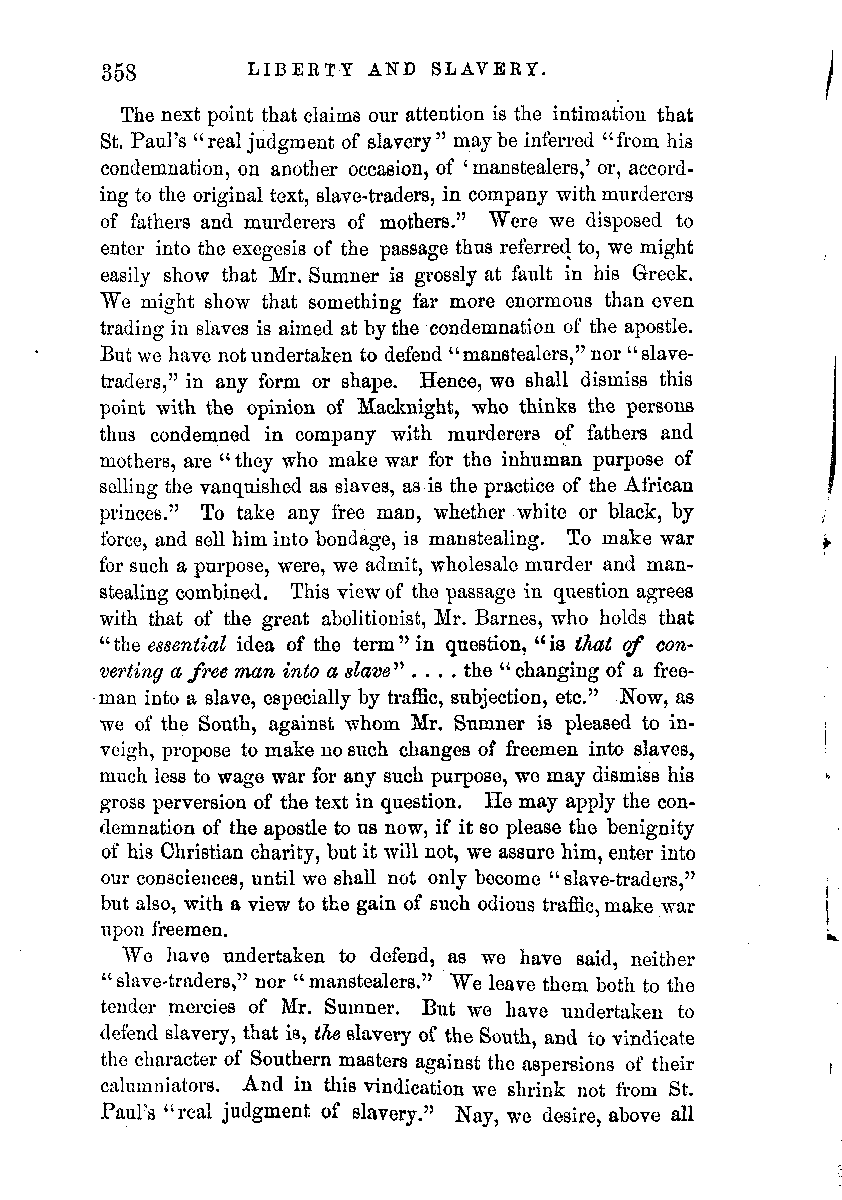 358 LIBERTY AND SLAVERY.
The next point that claims our attention is the intimation that
St. Paul's "real judgment of slavery" may be inferred "from his
condemnation, on another occasion, of 'manstealers,' or, accord-
ing to the original text, slave-traders, in company with murderers
of fathers and murderers of mothers." Were we disposed to
enter into the exegesis of the passage thus referred to, we might
easily show that Mr. Sumner is grossly at fault in his Greek.
We might show that something far more enormous than even
trading in slaves is aimed at by the condemnation of the apostle.
But we have not undertaken to defend "manstealers," nor "slave-
traders," in any form or shape. Hence, we shall dismiss this
point with the opinion of Macknight, who thinks the persons
thus condemned in company with murderers of fathers and
mothers, are "they who make war for the inhuman purpose of
selling the vanquished as slaves, as is the practice of the African
princes." To take any free man, whether white or black, by
force, and sell him into bondage, is manstealing. To make war
for such a purpose, were, we admit, wholesale murder and man-
stealing combined. This view of the passage in question agrees
with that of the great abolitionist, Mr. Barnes, who holds that
"the essential idea of the term" in question, "is that of con-
verting a free man into a slave" .... the "changing of a free-
man into a slave, especially by traffic, subjection, etc." Now, as
we of the South, against whom Mr. Sumner is pleased to in-
veigh, propose to make no such changes of freemen into slaves,
much less to wage war for any such purpose, we may dismiss his
gross perversion of the text in question. He may apply the con-
demnation of the apostle to us now, if it so please the benignity
of his Christian charity, but it will not, we assure him, enter into
our consciences, until we shall not only become "slave-traders,"
but also, with a view to the gain of such odious traffic, make war
upon freemen.
We have undertaken to defend, as we have said, neither
"slave-traders," nor "manstealers." We leave them both to the
tender mercies of Mr. Sumner. But we have undertaken to
defend slavery, that is, the slavery of the South, and to vindicate
the character of Southern masters against the aspersions of their
calumniators. And in this vindication we shrink not from St.
Paul's "real judgment of slavery." Nay, we desire, above all